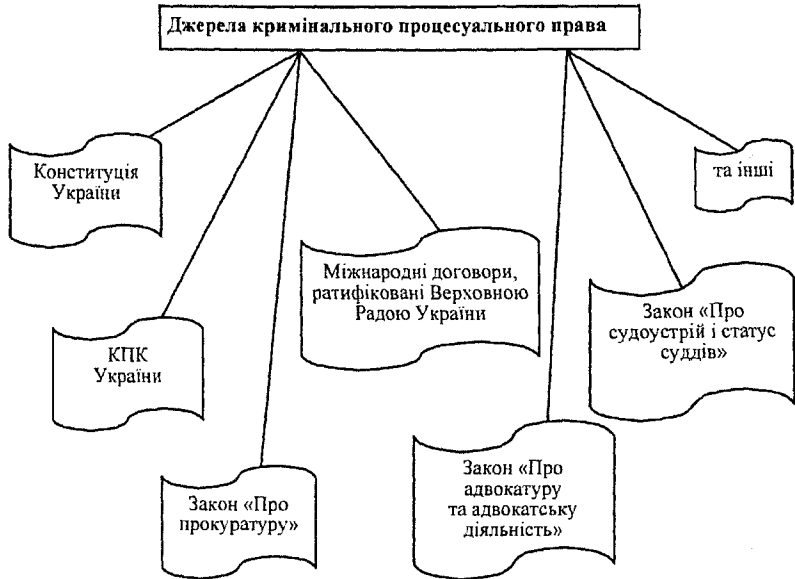 Джерела кримінального процесуального права
Конституція
України
та інші
Міжнародні договори,
ратифіковані Верховною
Радою України
Закон «Про
судоустрій і статус
суддів»
КПК
України
Закон «Про
прокуратуру»
Закон «Про
адвокатуру
та адвокатську
діяльність»